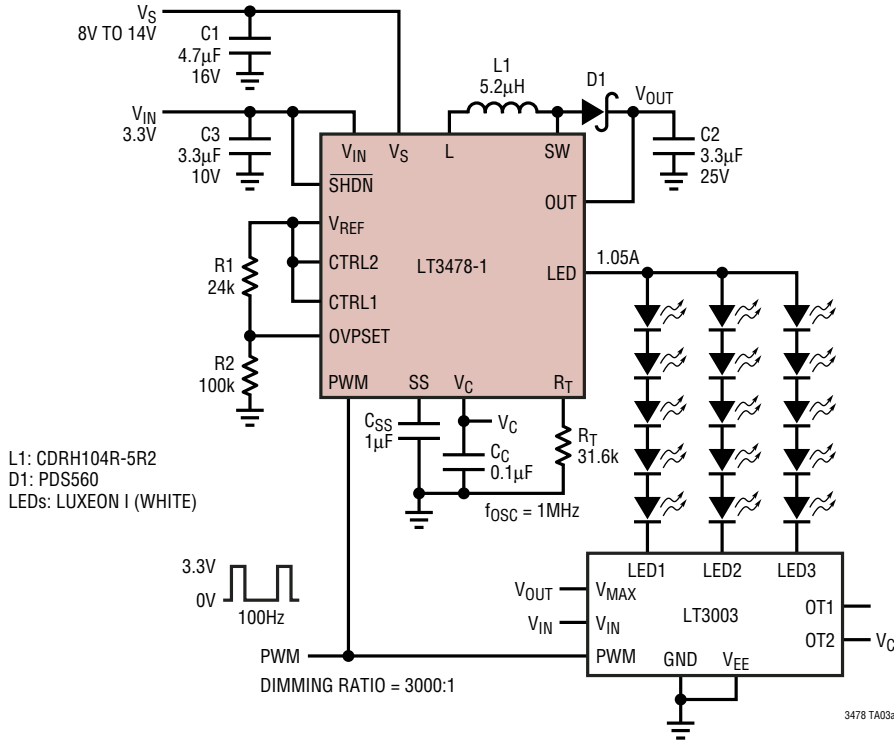 VS
8V TO 14V
C1
4.7µF
16V
VIN
3.3V
C3
3.3µF
10V
L1
5.2µH
D1
VOUT
C2
3.3µF
25V
VIN
VS
L
SW
SHDN
OUT
VREF
CTRL2
LT3478-1
LED
1.05A
CTRL1
OVPSET
R1
24k
R2
100k
PWM
SS
VC
RT
CSS
1µF
VC
CC
0.1µF
RT
31.6k
fOSC = 1MHz
L1: CDRH104R-5R2
D1: PDS560
LEDs: LUXEON I (WHITE)
3.3V
0V
100Hz
PWM
DIMMING RATIO = 3000:1
LED1
LED2
LED3
VOUT
VMAX
VIN
VIN
LT3003
OT1
OT2
VC
PWM
GND
VEE
3478 TA03a